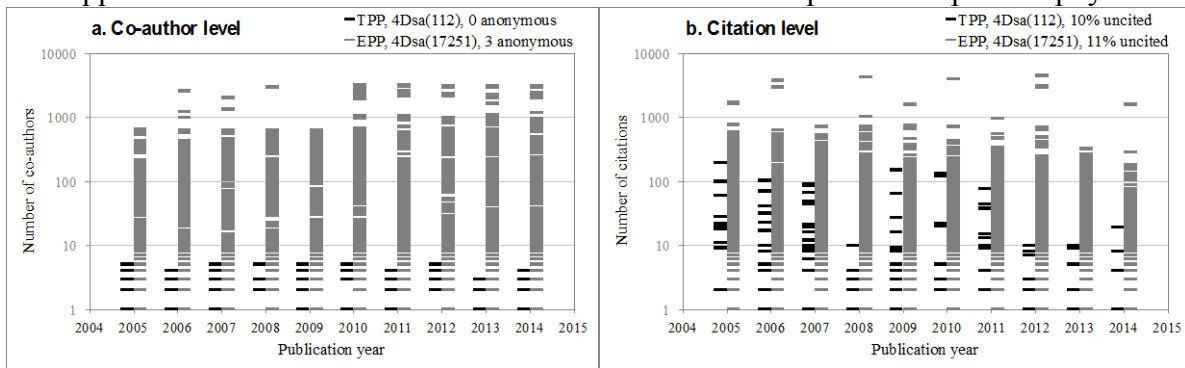 a. Co-author level
TPP, 4Dsa(112), 0 anonymous
EPP, 4Dsa(17251), 3 anonymous
10000
1000
100
10
1
Number of co-authors
2004 2005 2006 2007 2008 2009 2010 2011 2012 2013 2014 2015
Publication year
b. Citation level
TPP, 4Dsa(112), 10% uncited
EPP, 4Dsa(17251), 11% uncited
10000
1000
100
10
1
Number of citations
2004 2005 2006 2007 2008 2009 2010 2011 2012 2013 2014 2015
Publication year